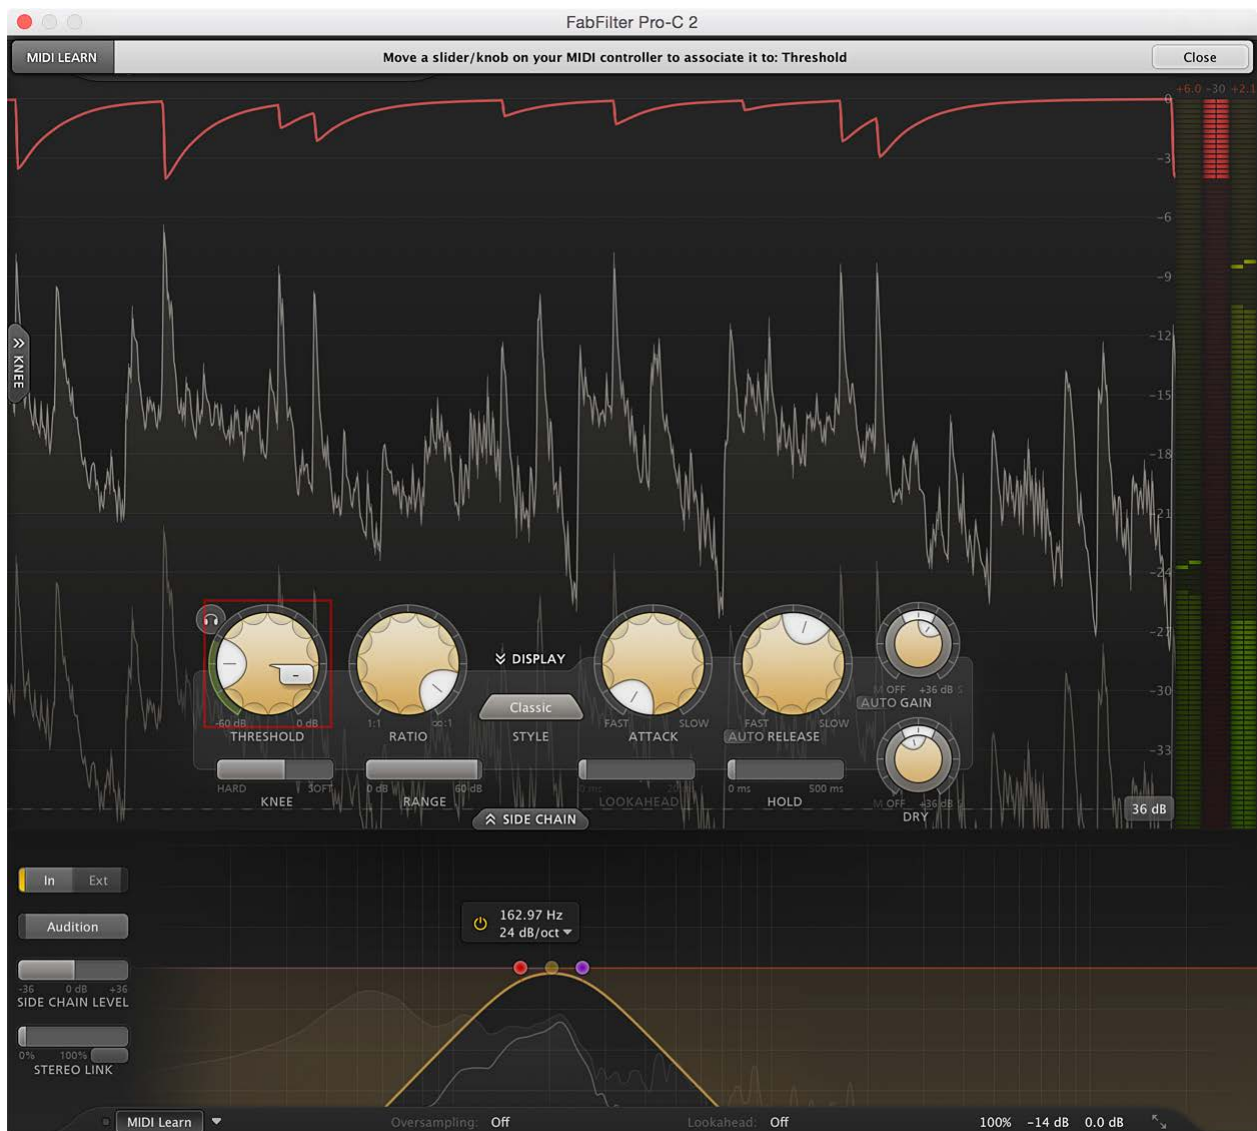 FabFilter Pro-C 2
MIDI LEARN
Move a slider/knob on your MIDI controller to associate it to: Threshold
Close
+6.0 -30 +2.1
0
-3
-6
-9
-12
-15
-18
-21
-24
-27
-30
-33
36 dB
KNEE
-60 dB 0 dB
THRESHOLD
-
1:1 ∞:1
RATIO
DISPLAY
Classic
STYLE
FAST SLOW
ATTACK
FAST SLOW
AUTO RELEASE
M OFF +36 dB S
AUTO GAIN
HARD SOFT
KNEE
0 dB 60 dB
RANGE
LOOKAHEAD
0 ms 500 ms
HOLD
M OFF +36 dB S
DRY
SIDE CHAIN
In Ext
Audition
-36 0 dB +36
SIDE CHAIN LEVEL
0% 100%
STEREO LINK
162.97 Hz
24 dB/oct
MIDI Learn
Oversampling: Off
Lookahead: Off
100% -14 dB 0.0 dB